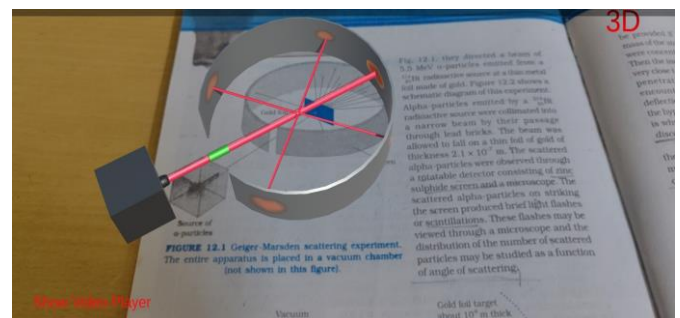 3D
Fig. 12.1, they directed a beam of
5.5 MeV α-particles emitted from a
radioactive source at a thin metal
foil made of gold. Figure 12.2 shows a
schematic diagram of this experiment.
Alpha particles emitted by a
radioactive source were collimated into
a narrow beam by their passage
through lead bricks. The beam was
allowed to fall on a thin foil of gold of
thickness 2.1 × 10 m. The scattered
alpha-particles were observed through
a rotatable detector consisting of zinc
sulphide screen and a microscope. The
scattered alpha-particles on striking
the screen produced brief light flashes
or scintillations. These flashes may be
viewed through a microscope and the
distribution of the number of scattered
particles may be studied as a function
of angle of scattering.
Source of
α-particles
FIGURE 12.1 Geiger-Marsden scattering experiment.
The entire apparatus is placed in a vacuum chamber
(not shown in this figure).
Show Video Player
Vacuum
Gold foil target
about 10 m thick
be provided
Then the
very close